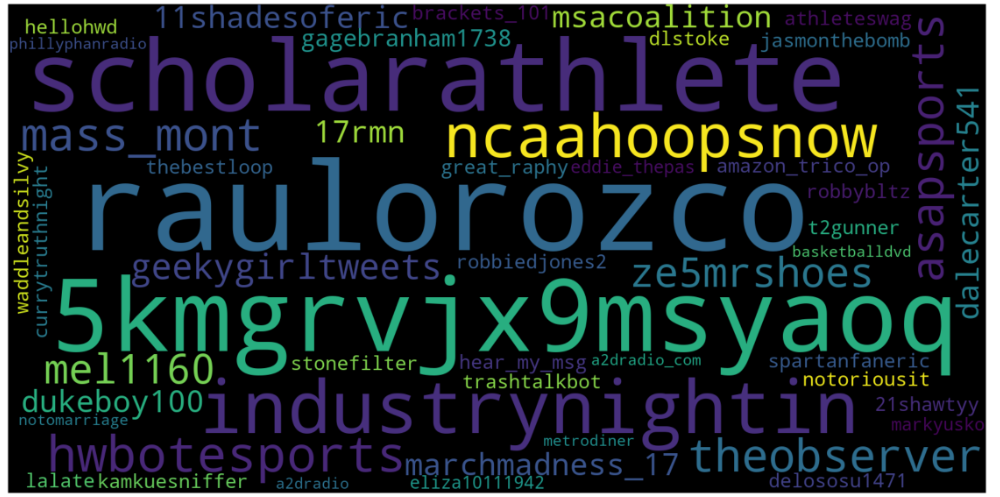 hellohwd
11shadesoferic
brackets_101
msacoalition
athleteswag
phillyphanradio
gagebranham1738
dlstoke
jasmonthebomb
scholarathlete
asapsports
dalecarter541
mass_mont
17rmn
ncaahoopsnow
waddleandsilvy
currytruthnight
thebestloop
great_raphy
eddie_thepas
amazon_trico_op
robbybltz
raulorozco
t2gunner
basketballdvd
geekygirltweets
robbiedjones2
ze5mrshoes
5kmgrvjx9msyaoq
mel1160
stonefilter
hear_my_msg
a2dradio_com
spartanfaneric
trashtalkbot
notoriousit
dukeboy100
industrynightin
21shawtyy
notomarriage
markyusko
metrodiner
hwbotesports
marchmadness_17
theobserver
lalate
kamkuesniffer
a2dradio
eliza10111942
delososu1471